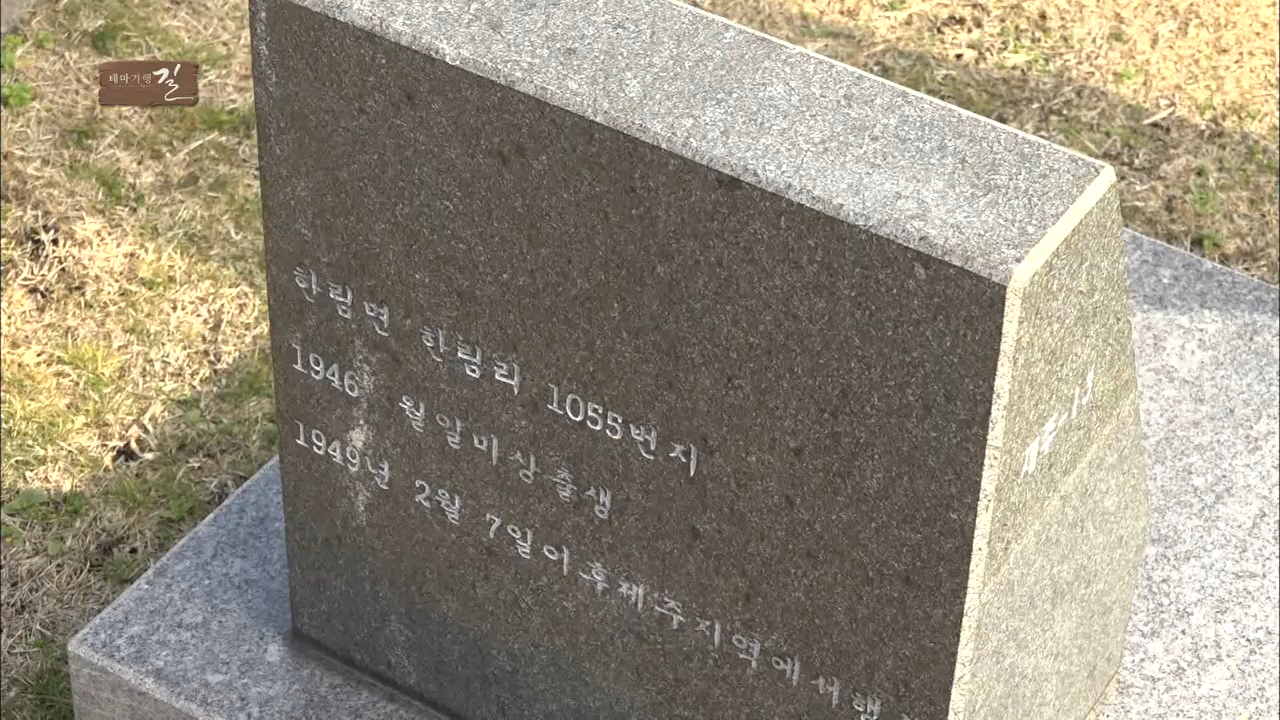 테마기행 길
한림면 한림리 1055번지
1946 월일미상출생
1949년 2월 7일이후제주지역에서행